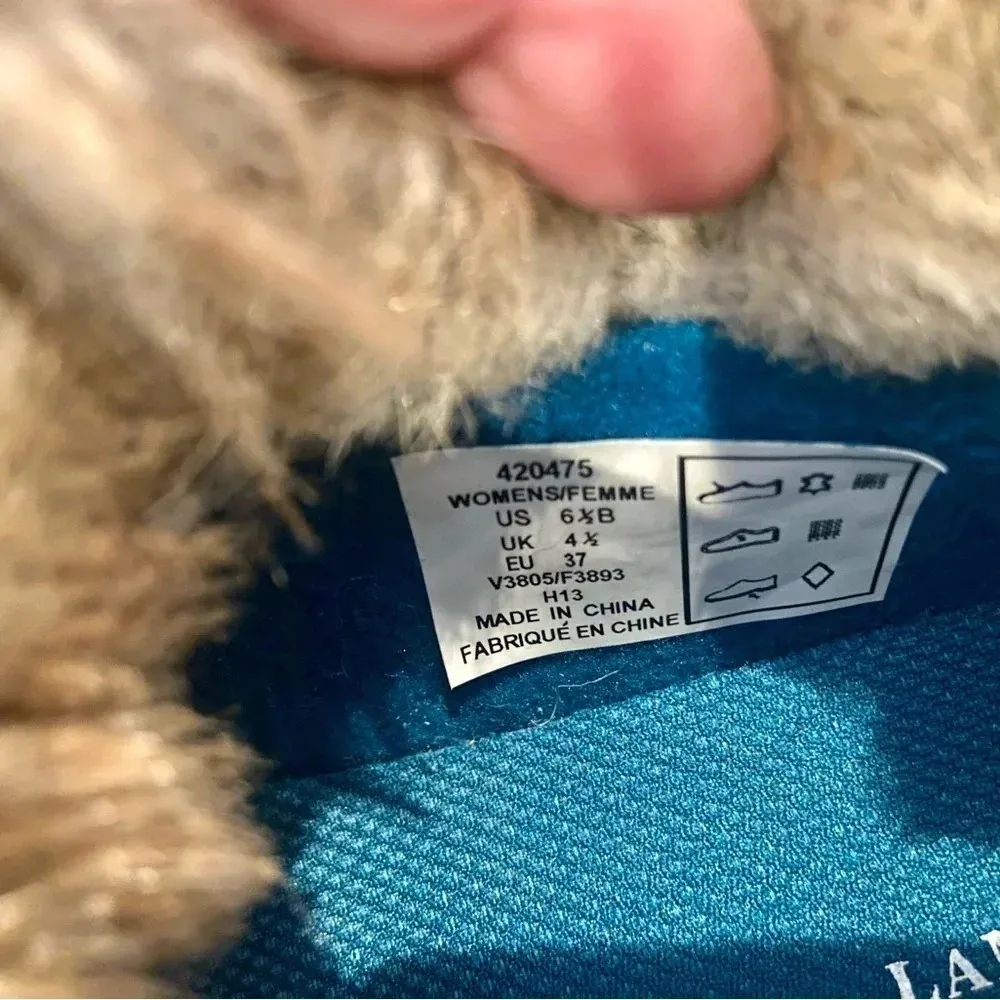 420475
WOMENS/FEMME
US 6½B
UK 4½
EU 37
V3805/F3893
H13
MADE IN CHINA
FABRIQUÉ EN CHINE